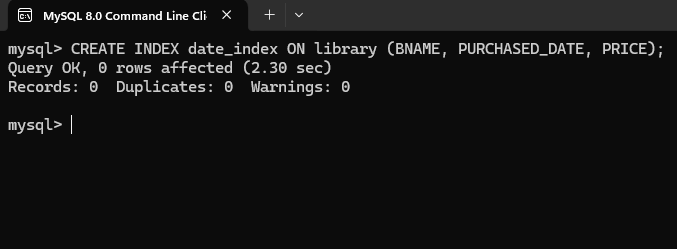 MySQL 8.0 Command Line Cli
mysql> CREATE INDEX date_index ON library (BNAME, PURCHASED_DATE, PRICE);
Query OK, 0 rows affected (2.30 sec)
Records: 0  Duplicates: 0  Warnings: 0
mysql>